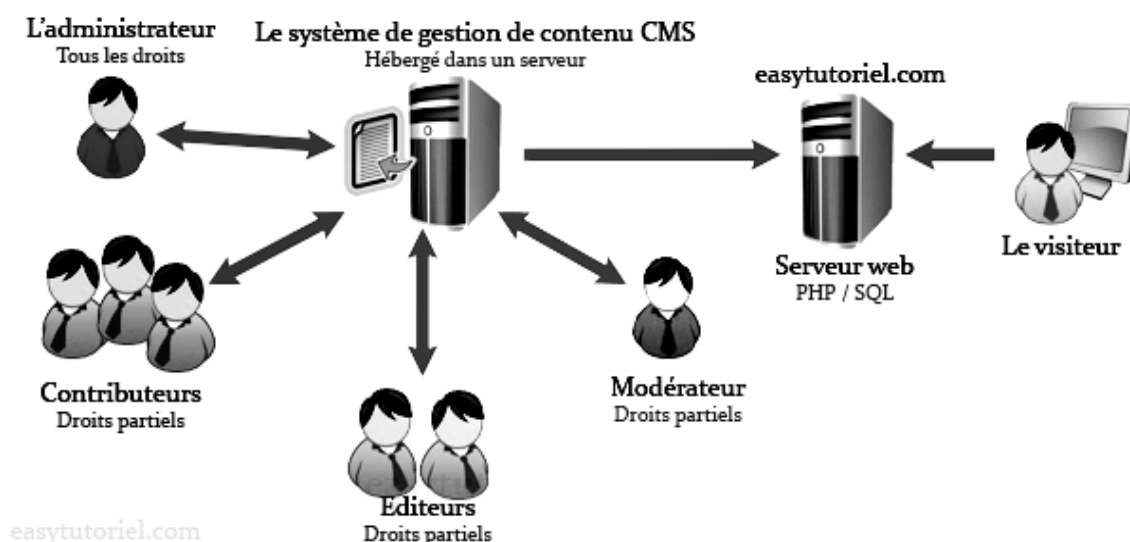 L'administrateur
Tous les droits
Le système de gestion de contenu CMS
Hébergé dans un serveur
easytutoriel.com
Serveur web
PHP / SQL
Le visiteur
Contributeurs
Droits partiels
Modérateur
Droits partiels
Editeurs
Droits partiels
easytutoriel.com